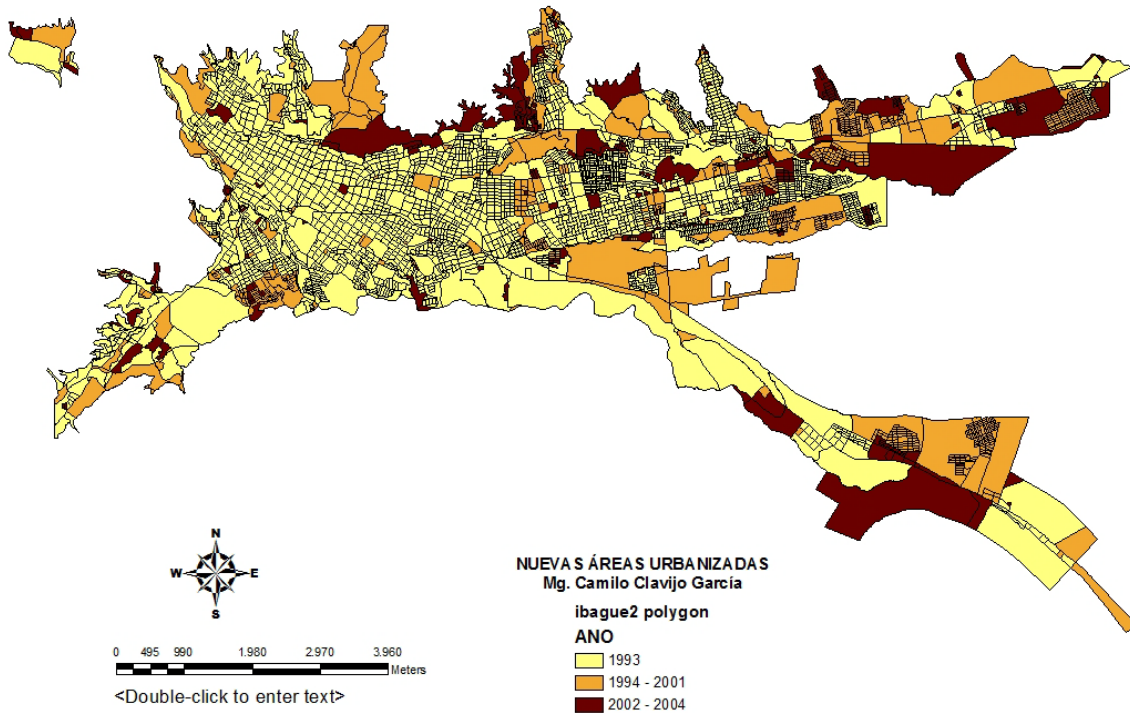 N
W E
S
0 495 990 1.980 2.970 3.960
Meters
<Double-click to enter text>
NUEVAS ÁREAS URBANIZADAS
Mg. Camilo Clavijo García
ibague2 polygon
ANO
1993
1994 - 2001
2002 - 2004